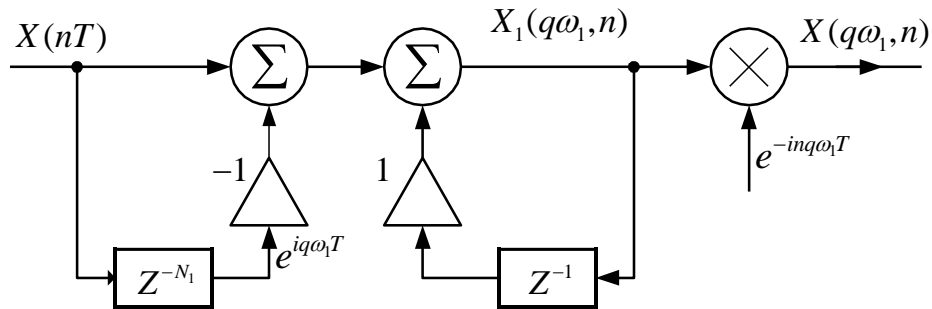 X(nT)
Σ
Σ
X₁(qω₁,n)
X(qω₁,n)
−1
1
e^{−inqω₁T}
e^{iqω₁T}
Z^{−N₁}
Z^{−1}